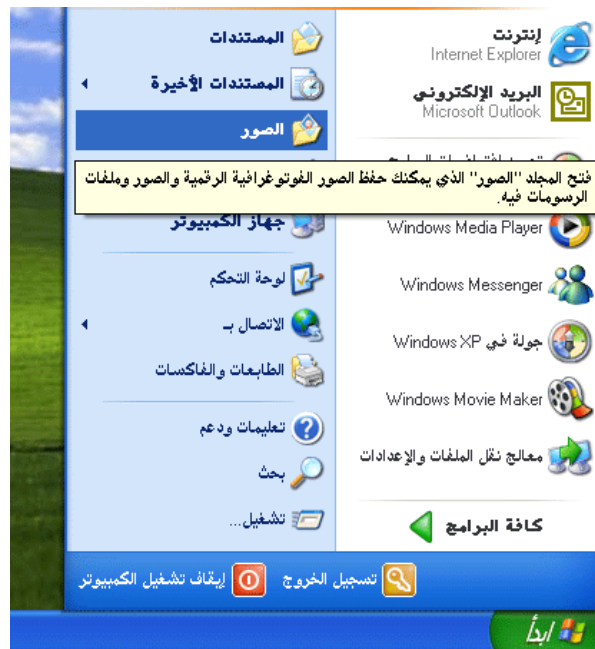 إنترنت
Internet Explorer
البريد الإلكتروني
Microsoft Outlook
Windows Media Player
Windows Messenger
جولة في Windows XP
Windows Movie Maker
معالج نقل الملفات والإعدادات
كافة البرامج
المستندات
المستندات الأخيرة
الصور
فتح المجلد "الصور" الذي يمكنك حفظ الصور الفوتوغرافية الرقمية والصور وملفات
الرسومات فيه.
جهاز الكمبيوتر
لوحة التحكم
الاتصال بـ
الطابعات والفاكسات
تعليمات ودعم
بحث
تشغيل...
تسجيل الخروج
إيقاف تشغيل الكمبيوتر
ابدأ